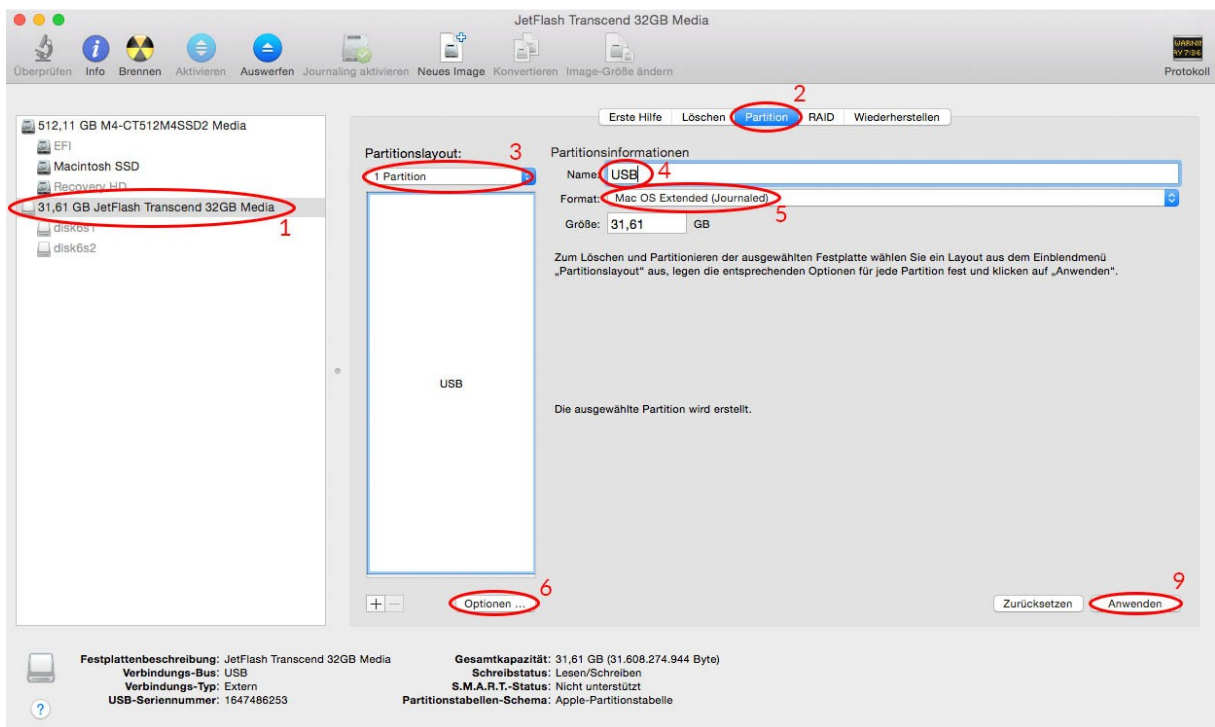 JetFlash Transcend 32GB Media
Überprüfen Info Brennen Aktivieren Auswerfen Journaling aktivieren Neues Image Konvertieren Image-Größe ändern Protokoll
2
Erste Hilfe Löschen Partition RAID Wiederherstellen
512,11 GB M4-CT512M4SSD2 Media
EFI
Macintosh SSD
Recovery HD
31,61 GB JetFlash Transcend 32GB Media
1
disk6s1
disk6s2
Partitionslayout: 3
1 Partition
USB
Partitionsinformationen
Name: USB 4
Format: Mac OS Extended (Journaled)
5
Größe: 31,61 GB
Zum Löschen und Partitionieren der ausgewählten Festplatte wählen Sie ein Layout aus dem Einblendmenü
„Partitionslayout“ aus, legen die entsprechenden Optionen für jede Partition fest und klicken auf „Anwenden“.
Die ausgewählte Partition wird erstellt.
6
9
+ − Optionen ... Zurücksetzen Anwenden
Festplattenbeschreibung: JetFlash Transcend 32GB Media
Verbindungs-Bus: USB
Verbindungs-Typ: Extern
USB-Seriennummer: 1647486253
Gesamtkapazität: 31,61 GB (31.608.274.944 Byte)
Schreibstatus: Lesen/Schreiben
S.M.A.R.T.-Status: Nicht unterstützt
Partitionstabellen-Schema: Apple-Partitionstabelle
?